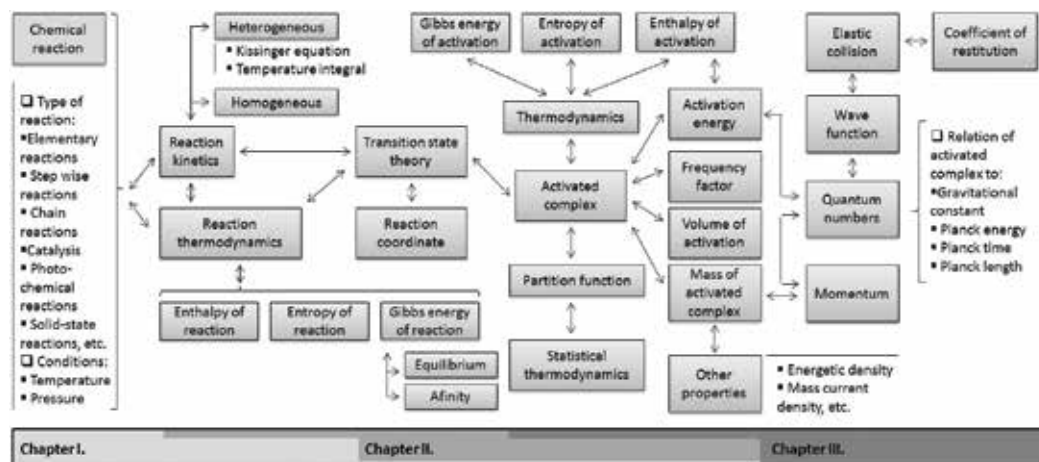 Chemical
reaction
❑ Type of
reaction:
▪Elementary
reactions
▪ Step wise
reactions
▪ Chain
reactions
▪Catalysis
▪ Photo-
chemical
reactions
▪ Solid-state
reactions, etc.
❑ Conditions:
▪ Temperature
▪ Pressure
Heterogeneous
▪ Kissinger equation
▪ Temperature integral
Homogeneous
Reaction
kinetics
Reaction
thermodynamics
Enthalpy of
reaction
Entropy of
reaction
Gibbs energy
of reaction
Equilibrium
Afinity
Transition state
theory
Reaction
coordinate
Gibbs energy
of activation
Entropy of
activation
Enthalpy of
activation
Thermodynamics
Activated
complex
Partition function
Statistical
thermodynamics
Activation
energy
Frequency
factor
Volume of
activation
Mass of
activated
complex
Other
properties
▪ Energetic density
▪ Mass current
density, etc.
Elastic
collision
Coefficient of
restitution
Wave
function
Quantum
numbers
Momentum
❑ Relation of
activated
complex to:
▪Gravitational
constant
▪ Planck energy
▪ Planck time
▪ Planck length
Chapter I.
Chapter II.
Chapter III.